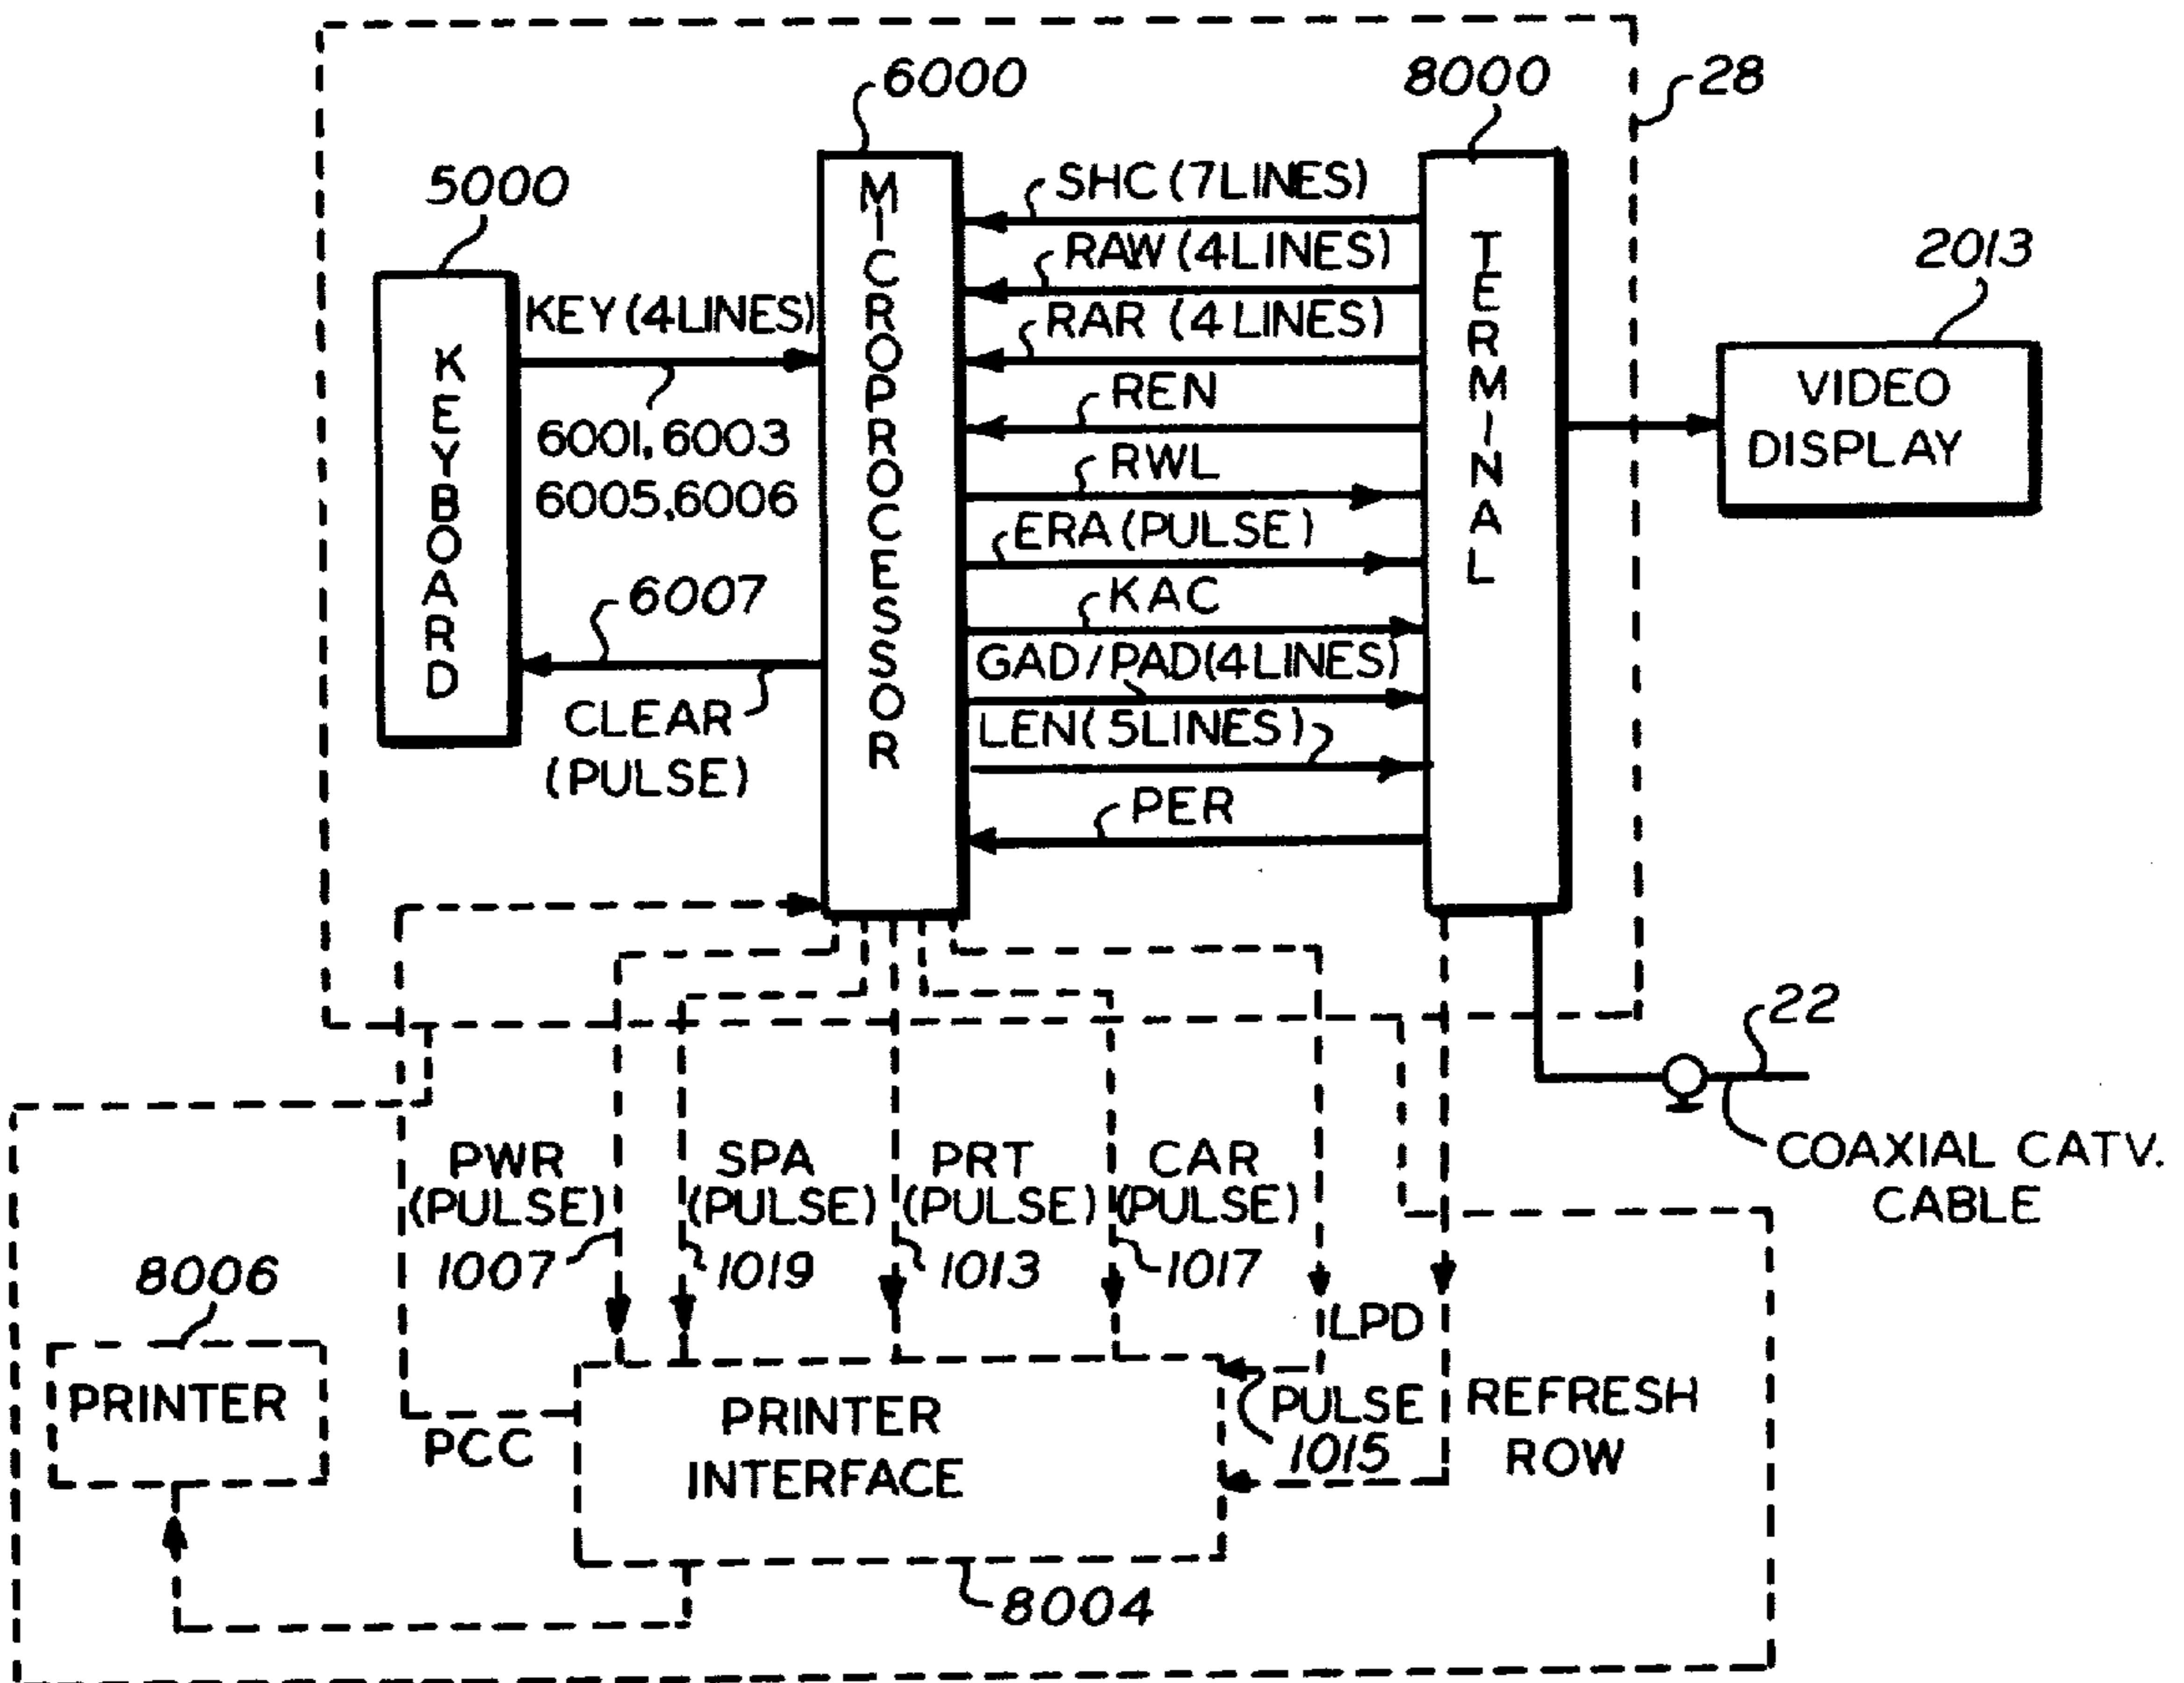 6000
8000
28
5000
SHC (7LINES)
RAW (4LINES)
2013
KEY (4LINES)
RAR (4 LINES)
MICROPROCESSOR
TERMINAL
KEYBOARD
REN
VIDEO
DISPLAY
6001,6003
6005,6006
RWL
ERA (PULSE)
6007
KAC
GAD/PAD(4LINES)
CLEAR
(PULSE)
LEN(5LINES)
PER
22
COAXIAL CATV.
CABLE
PWR
(PULSE)
1007
SPA
(PULSE)
1019
PRT
(PULSE)
1013
CAR
(PULSE)
1017
8006
PRINTER
LPD
PULSE
1015
REFRESH
ROW
PCC
PRINTER
INTERFACE
8004